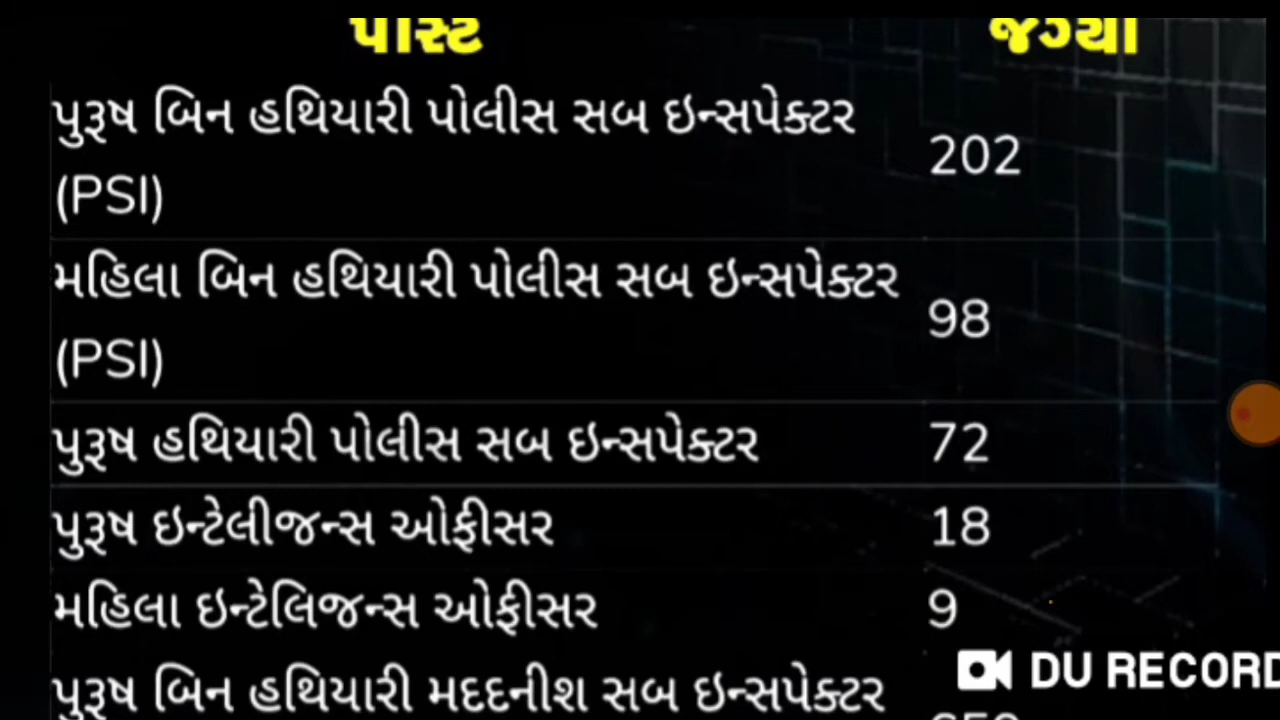 પોસ્ટ જગ્યા
પુરૂષ બિન હથિયારી પોલીસ સબ ઇન્સપેક્ટર
(PSI) 202
મહિલા બિન હથિયારી પોલીસ સબ ઇન્સપેક્ટર
(PSI) 98
પુરૂષ હથિયારી પોલીસ સબ ઇન્સપેક્ટર 72
પુરૂષ ઇન્ટેલીજન્સ ઓફીસર 18
મહિલા ઇન્ટેલિજન્સ ઓફીસર 9
પુરૂષ બિન હથિયારી મદદનીશ સબ ઇન્સપેક્ટર
DU RECORD